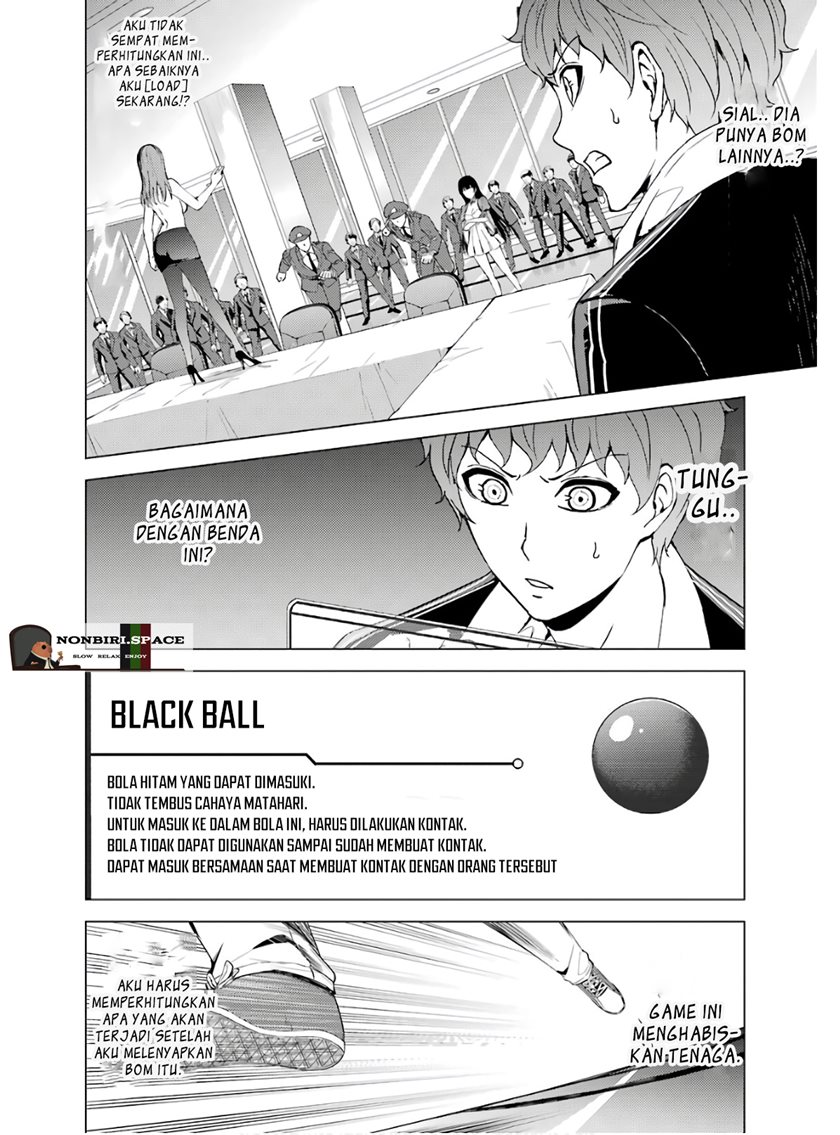 SIAL.. DIA
PUNYA BOM
LAINNYA..?
AKU TIDAK
SEMPAT MEM-
PERHITUNGKAN INI..
APA SEBAIKNYA
AKU [LOAD]
SEKARANG!?
TUNG-
GU..
BAGAIMANA
DENGAN BENDA
INI?
NONBIRI.SPACE
SLOW RELAX ENJOY
BLACK BALL
BOLA HITAM YANG DAPAT DIMASUKI.
TIDAK TEMBUS CAHAYA MATAHARI.
UNTUK MASUK KE DALAM BOLA INI, HARUS DILAKUKAN KONTAK.
BOLA TIDAK DAPAT DIGUNAKAN SAMPAI SUDAH MEMBUAT KONTAK.
DAPAT MASUK BERSAMAAN SAAT MEMBUAT KONTAK DENGAN ORANG TERSEBUT
GAME INI
MENGHABIS-
KAN TENAGA.
AKU HARUS
MEMPERHITUNGKAN
APA YANG AKAN
TERJADI SETELAH
AKU MELENYAPKAN
BOM ITU.